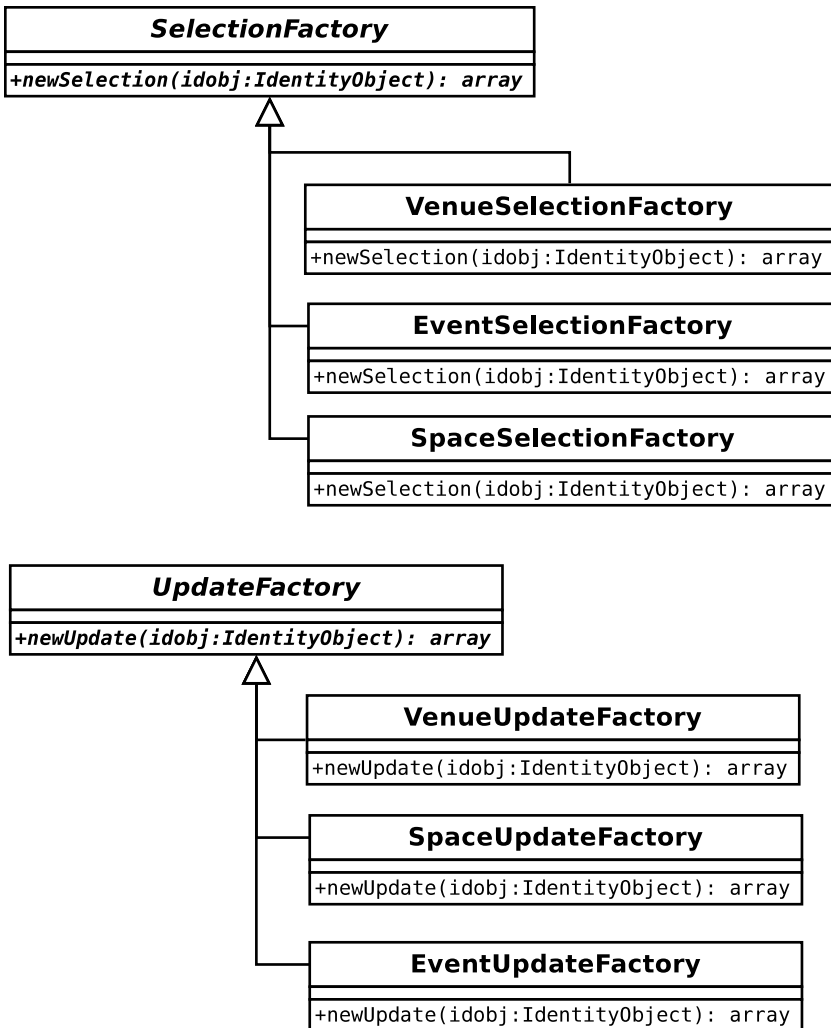 SelectionFactory
+newSelection(idobj:IdentityObject): array
VenueSelectionFactory
+newSelection(idobj:IdentityObject): array
EventSelectionFactory
+newSelection(idobj:IdentityObject): array
SpaceSelectionFactory
+newSelection(idobj:IdentityObject): array
UpdateFactory
+newUpdate(idobj:IdentityObject): array
VenueUpdateFactory
+newUpdate(idobj:IdentityObject): array
SpaceUpdateFactory
+newUpdate(idobj:IdentityObject): array
EventUpdateFactory
+newUpdate(idobj:IdentityObject): array